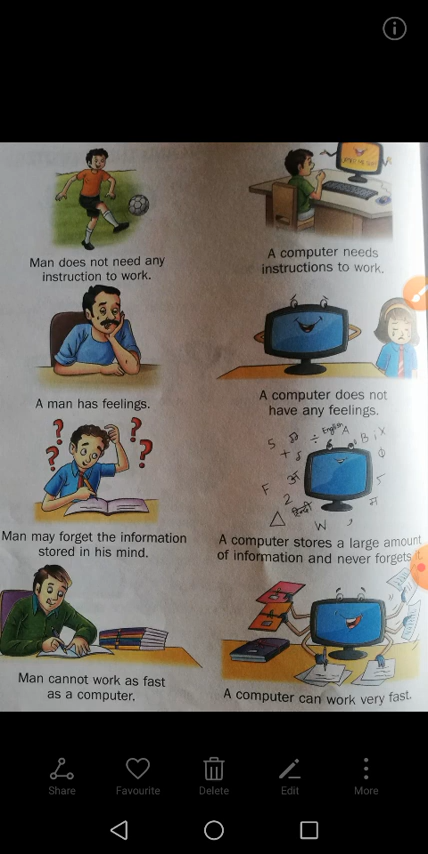 Man does not need any
instruction to work.
A computer needs
instructions to work.
A man has feelings.
A computer does not
have any feelings.
English
Man may forget the information
stored in his mind.
A computer stores a large amount
of information and never forgets it
Man cannot work as fast
as a computer.
A computer can work very fast.
Share
Favourite
Delete
Edit
More